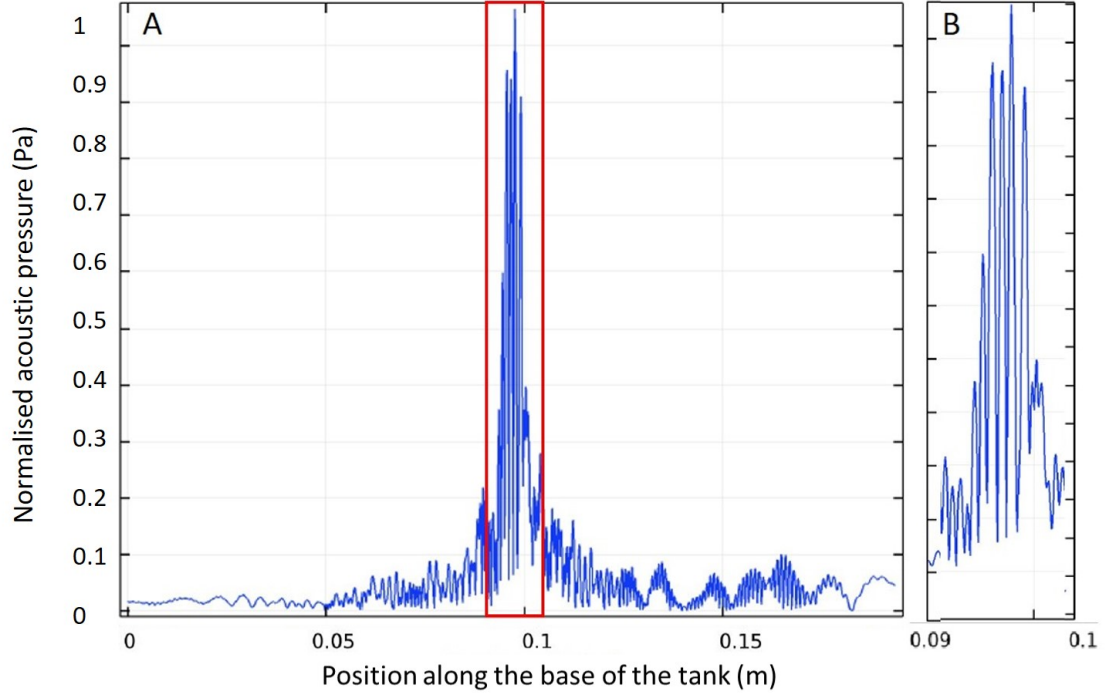 A
B
Normalised acoustic pressure (Pa)
1
0.9
0.8
0.7
0.6
0.5
0.4
0.3
0.2
0.1
0
0 0.05 0.1 0.15
0.09 0.1
Position along the base of the tank (m)